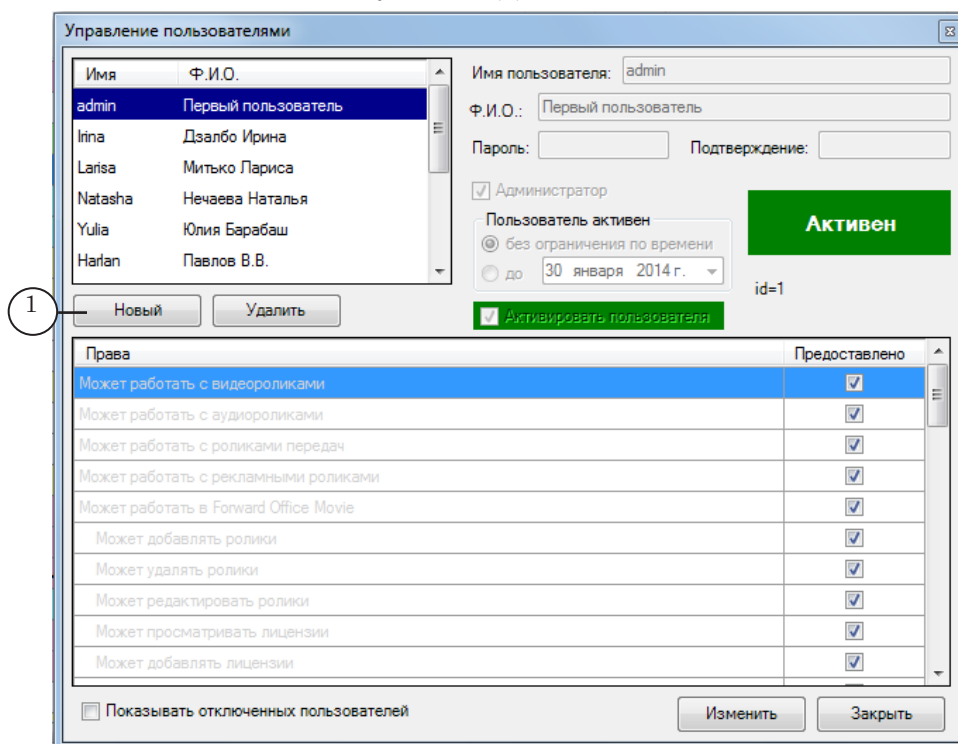 Управление пользователями
Имя Ф.И.О.
admin Первый пользователь
Irina Дзалбо Ирина
Larisa Митько Лариса
Natasha Нечаева Наталья
Yulia Юлия Барабаш
Harlan Павлов В.В.
Имя пользователя: admin
Ф.И.О.: Первый пользователь
Пароль: Подтверждение:
Администратор
Пользователь активен
без ограничения по времени
до 30 января 2014 г.
Активен
id=1
Активировать пользователя
1
Новый Удалить
Права Предоставлено
Может работать с видеороликами
Может работать с аудиороликами
Может работать с роликами передач
Может работать с рекламными роликами
Может работать в Forward Office Movie
Может добавлять ролики
Может удалять ролики
Может редактировать ролики
Может просматривать лицензии
Может добавлять лицензии
Показывать отключенных пользователей
Изменить Закрыть